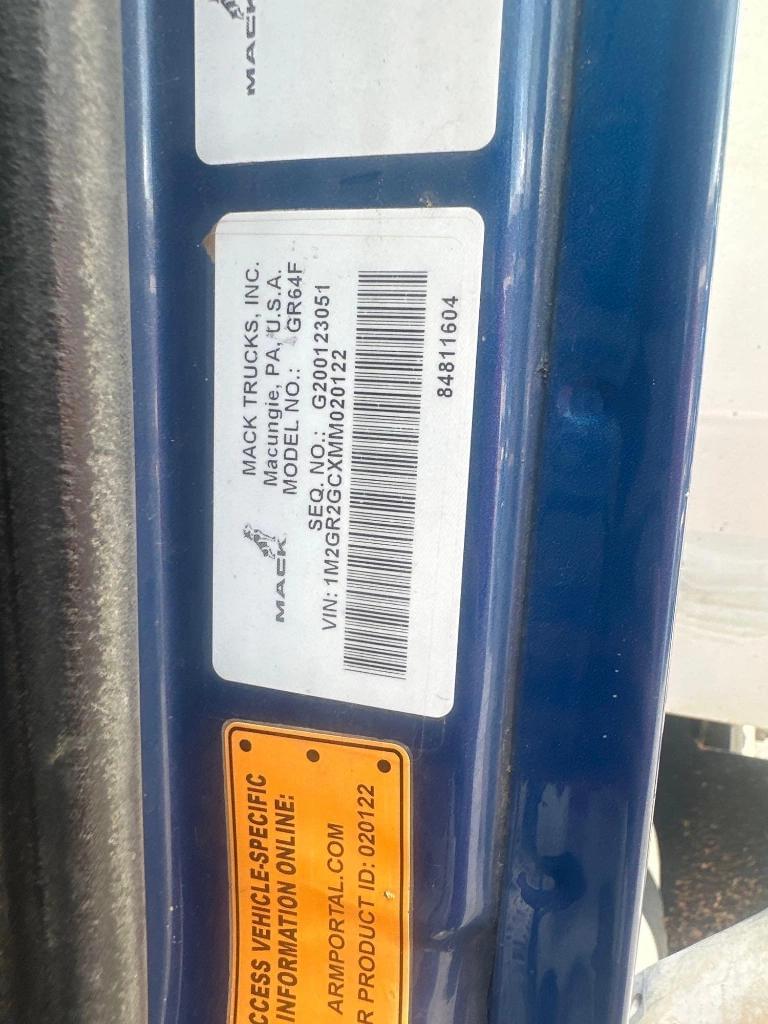 MACK
MACK TRUCKS, INC.
Macungie, PA, U.S.A.
MODEL NO.: GR64F
MACK
SEQ. NO.: G200123051
VIN: 1M2GR2GCXMM020122
84811604
CCESS VEHICLE-SPECIFIC
INFORMATION ONLINE:
ARMPORTAL.COM
R PRODUCT ID: 020122